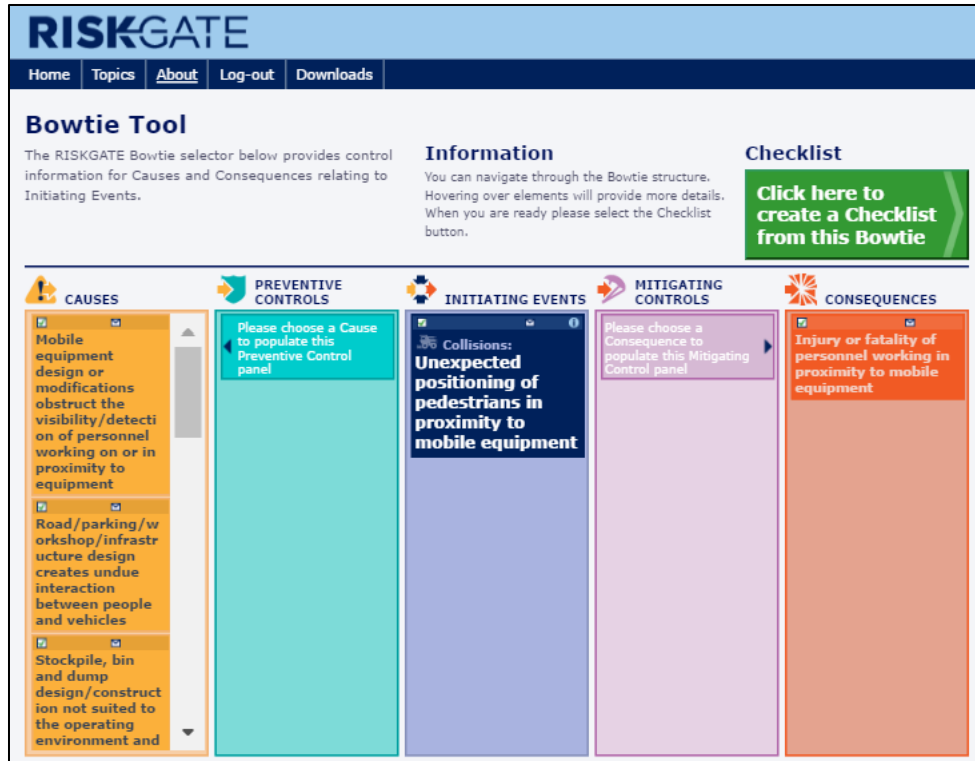 RISKGATE
Home Topics About Log-out Downloads
Bowtie Tool
The RISKGATE Bowtie selector below provides control
information for Causes and Consequences relating to
Initiating Events.
Information
You can navigate through the Bowtie structure.
Hovering over elements will provide more details.
When you are ready please select the Checklist
button.
Checklist
Click here to
create a Checklist
from this Bowtie
CAUSES
Mobile
equipment
design or
modifications
obstruct the
visibility/detecti
on of personnel
working on or in
proximity to
equipment
Road/parking/w
orkshop/infrastr
ucture design
creates undue
interaction
between people
and vehicles
Stockpile, bin
and dump
design/construct
ion not suited to
the operating
environment and
PREVENTIVE
CONTROLS
Please choose a Cause
to populate this
Preventive Control
panel
INITIATING EVENTS
Collisions:
Unexpected
positioning of
pedestrians in
proximity to
mobile equipment
MITIGATING
CONTROLS
Please choose a
Consequence to
populate this Mitigating
Control panel
CONSEQUENCES
Injury or fatality of
personnel working in
proximity to mobile
equipment